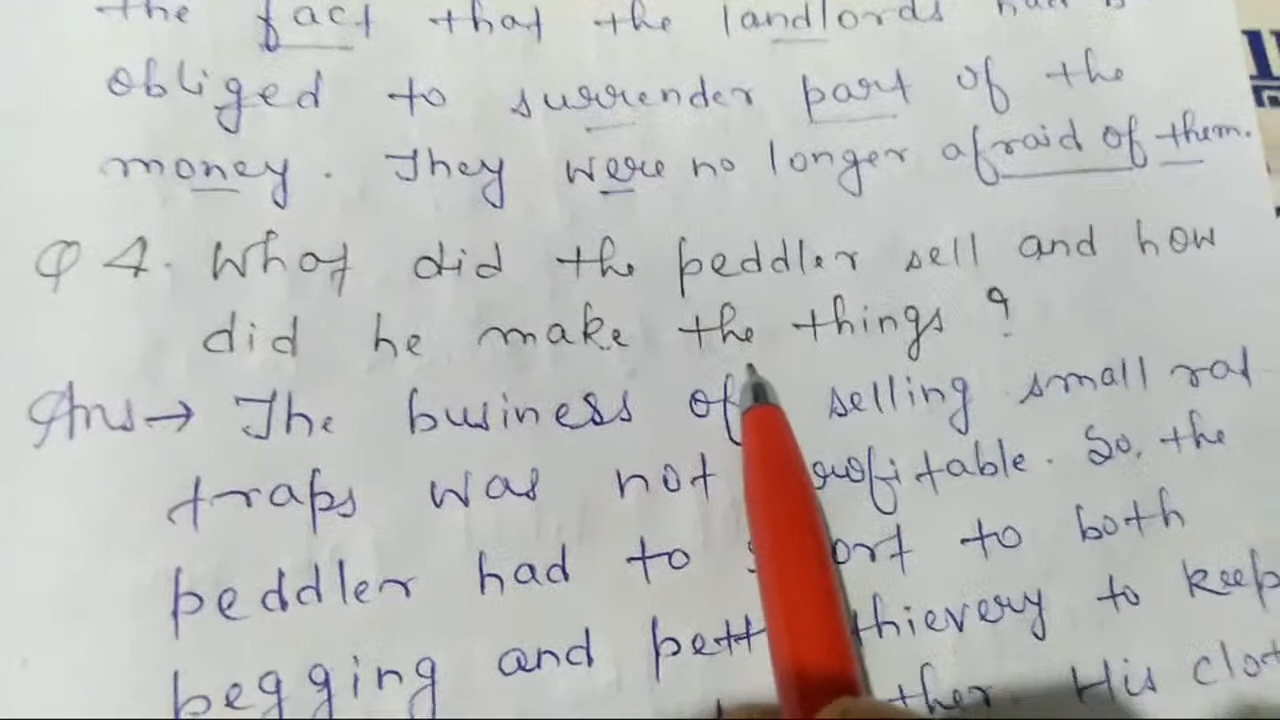 the fact that the landlords had
obliged to surrender part of the
money. They were no longer afraid of them.
Q 4. What did the peddler sell and how
did he make the things ?
Ans → The business of selling small rat
traps was not profitable. So, the
peddler had to to both
begging and petty thievery to keep
His